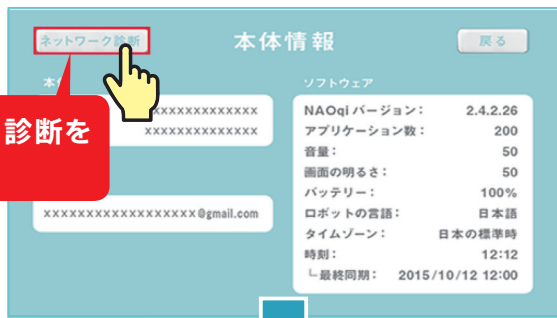 ネットワーク診断
本体情報
戻る
本
診断を
xxxxxxxxxxxxx
xxxxxxxxxxxxxx
xxxxxxxxxxxxxxxxxx@gmail.com
ソフトウェア
NAOqi バージョン： 2.4.2.26
アプリケーション数： 200
音量： 50
画面の明るさ： 50
バッテリー： 100%
ロボットの言語： 日本語
タイムゾーン： 日本の標準時
時刻： 12:12
└最終同期： 2015/10/12 12:00